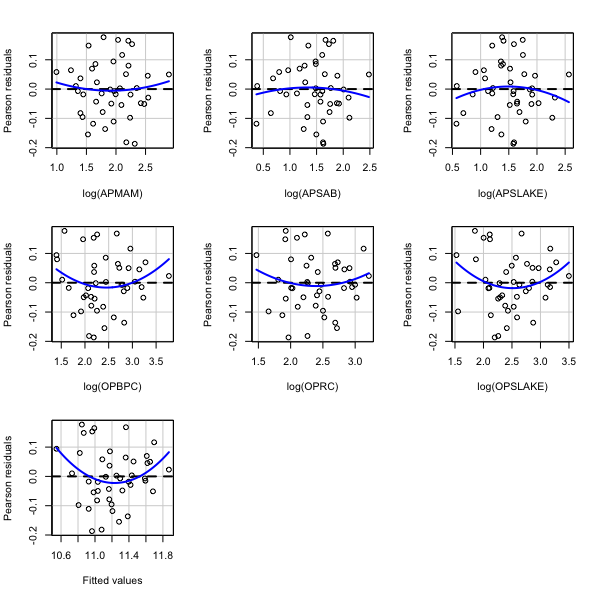 Pearson residuals
-0.2 -0.1 0.0 0.1
1.0 1.5 2.0 2.5
log(APMAM)
Pearson residuals
-0.2 -0.1 0.0 0.1
0.5 1.0 1.5 2.0 2.5
log(APSAB)
Pearson residuals
-0.2 -0.1 0.0 0.1
0.5 1.0 1.5 2.0 2.5
log(APSLAKE)
Pearson residuals
-0.2 -0.1 0.0 0.1
1.5 2.0 2.5 3.0 3.5
log(OPBPC)
Pearson residuals
-0.2 -0.1 0.0 0.1
1.5 2.0 2.5 3.0
log(OPRC)
Pearson residuals
-0.2 -0.1 0.0 0.1
1.5 2.0 2.5 3.0 3.5
log(OPSLAKE)
Pearson residuals
-0.2 -0.1 0.0 0.1
10.6 11.0 11.4 11.8
Fitted values